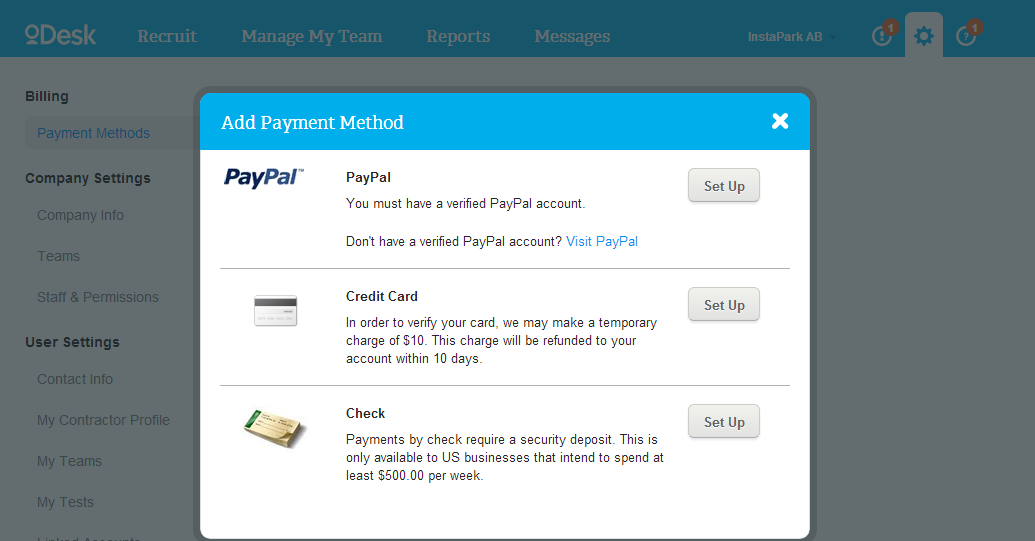 oDesk
Recruit
Manage My Team
Reports
Messages
InstaPark AB
1
1
Billing
Payment Methods
Company Settings
Company Info
Teams
Staff & Permissions
User Settings
Contact Info
My Contractor Profile
My Teams
My Tests
Linked Accounts
Add Payment Method
PayPal™
PayPal
You must have a verified PayPal account.
Don't have a verified PayPal account? Visit PayPal
Set Up
Credit Card
In order to verify your card, we may make a temporary
charge of $10. This charge will be refunded to your
account within 10 days.
Set Up
Check
Payments by check require a security deposit. This is
only available to US businesses that intend to spend at
least $500.00 per week.
Set Up